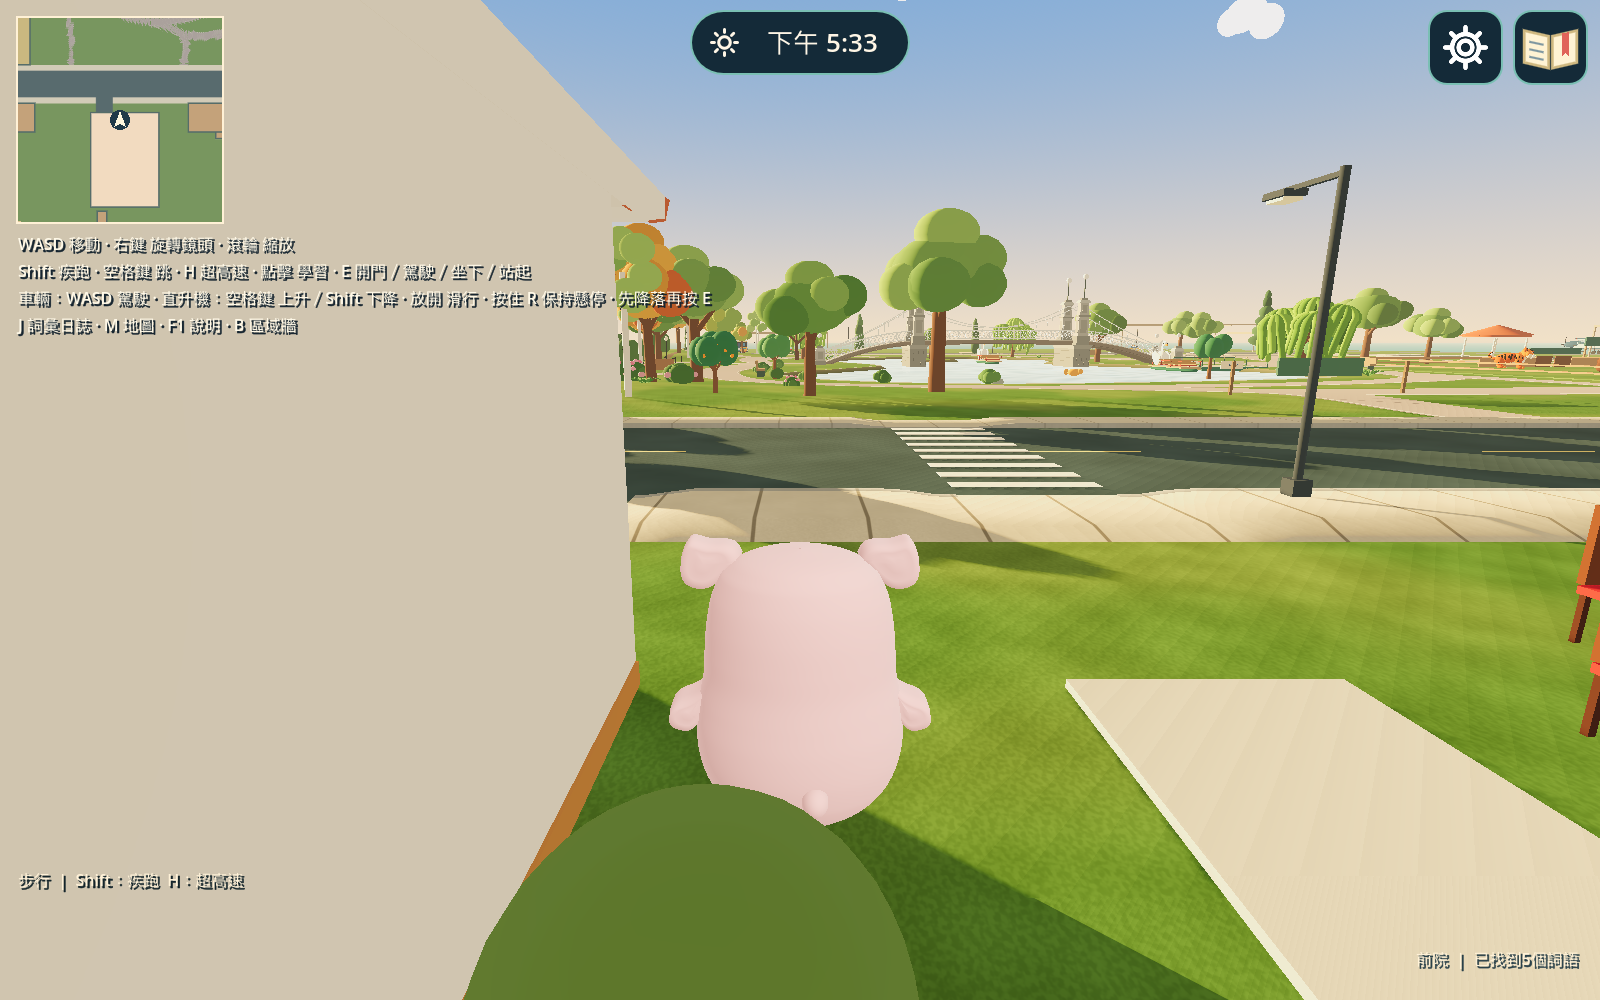 下午 5:33
WASD 移動 · 右鍵 旋轉鏡頭 · 滾輪 縮放
Shift 疾跑 · 空格鍵 跳 · H 超高速 · 點擊 學習 · E 開門 / 駕駛 / 坐下 / 站起
車輛：WASD 駕駛 · 直升機：空格鍵 上升 / Shift 下降 · 放開 滑行 · 按住 R 保持懸停 · 先降落再按 E
J 詞彙日誌 · M 地圖 · F1 說明 · B 區域牆
步行 | Shift：疾跑 H：超高速
前院 | 已找到5個詞語